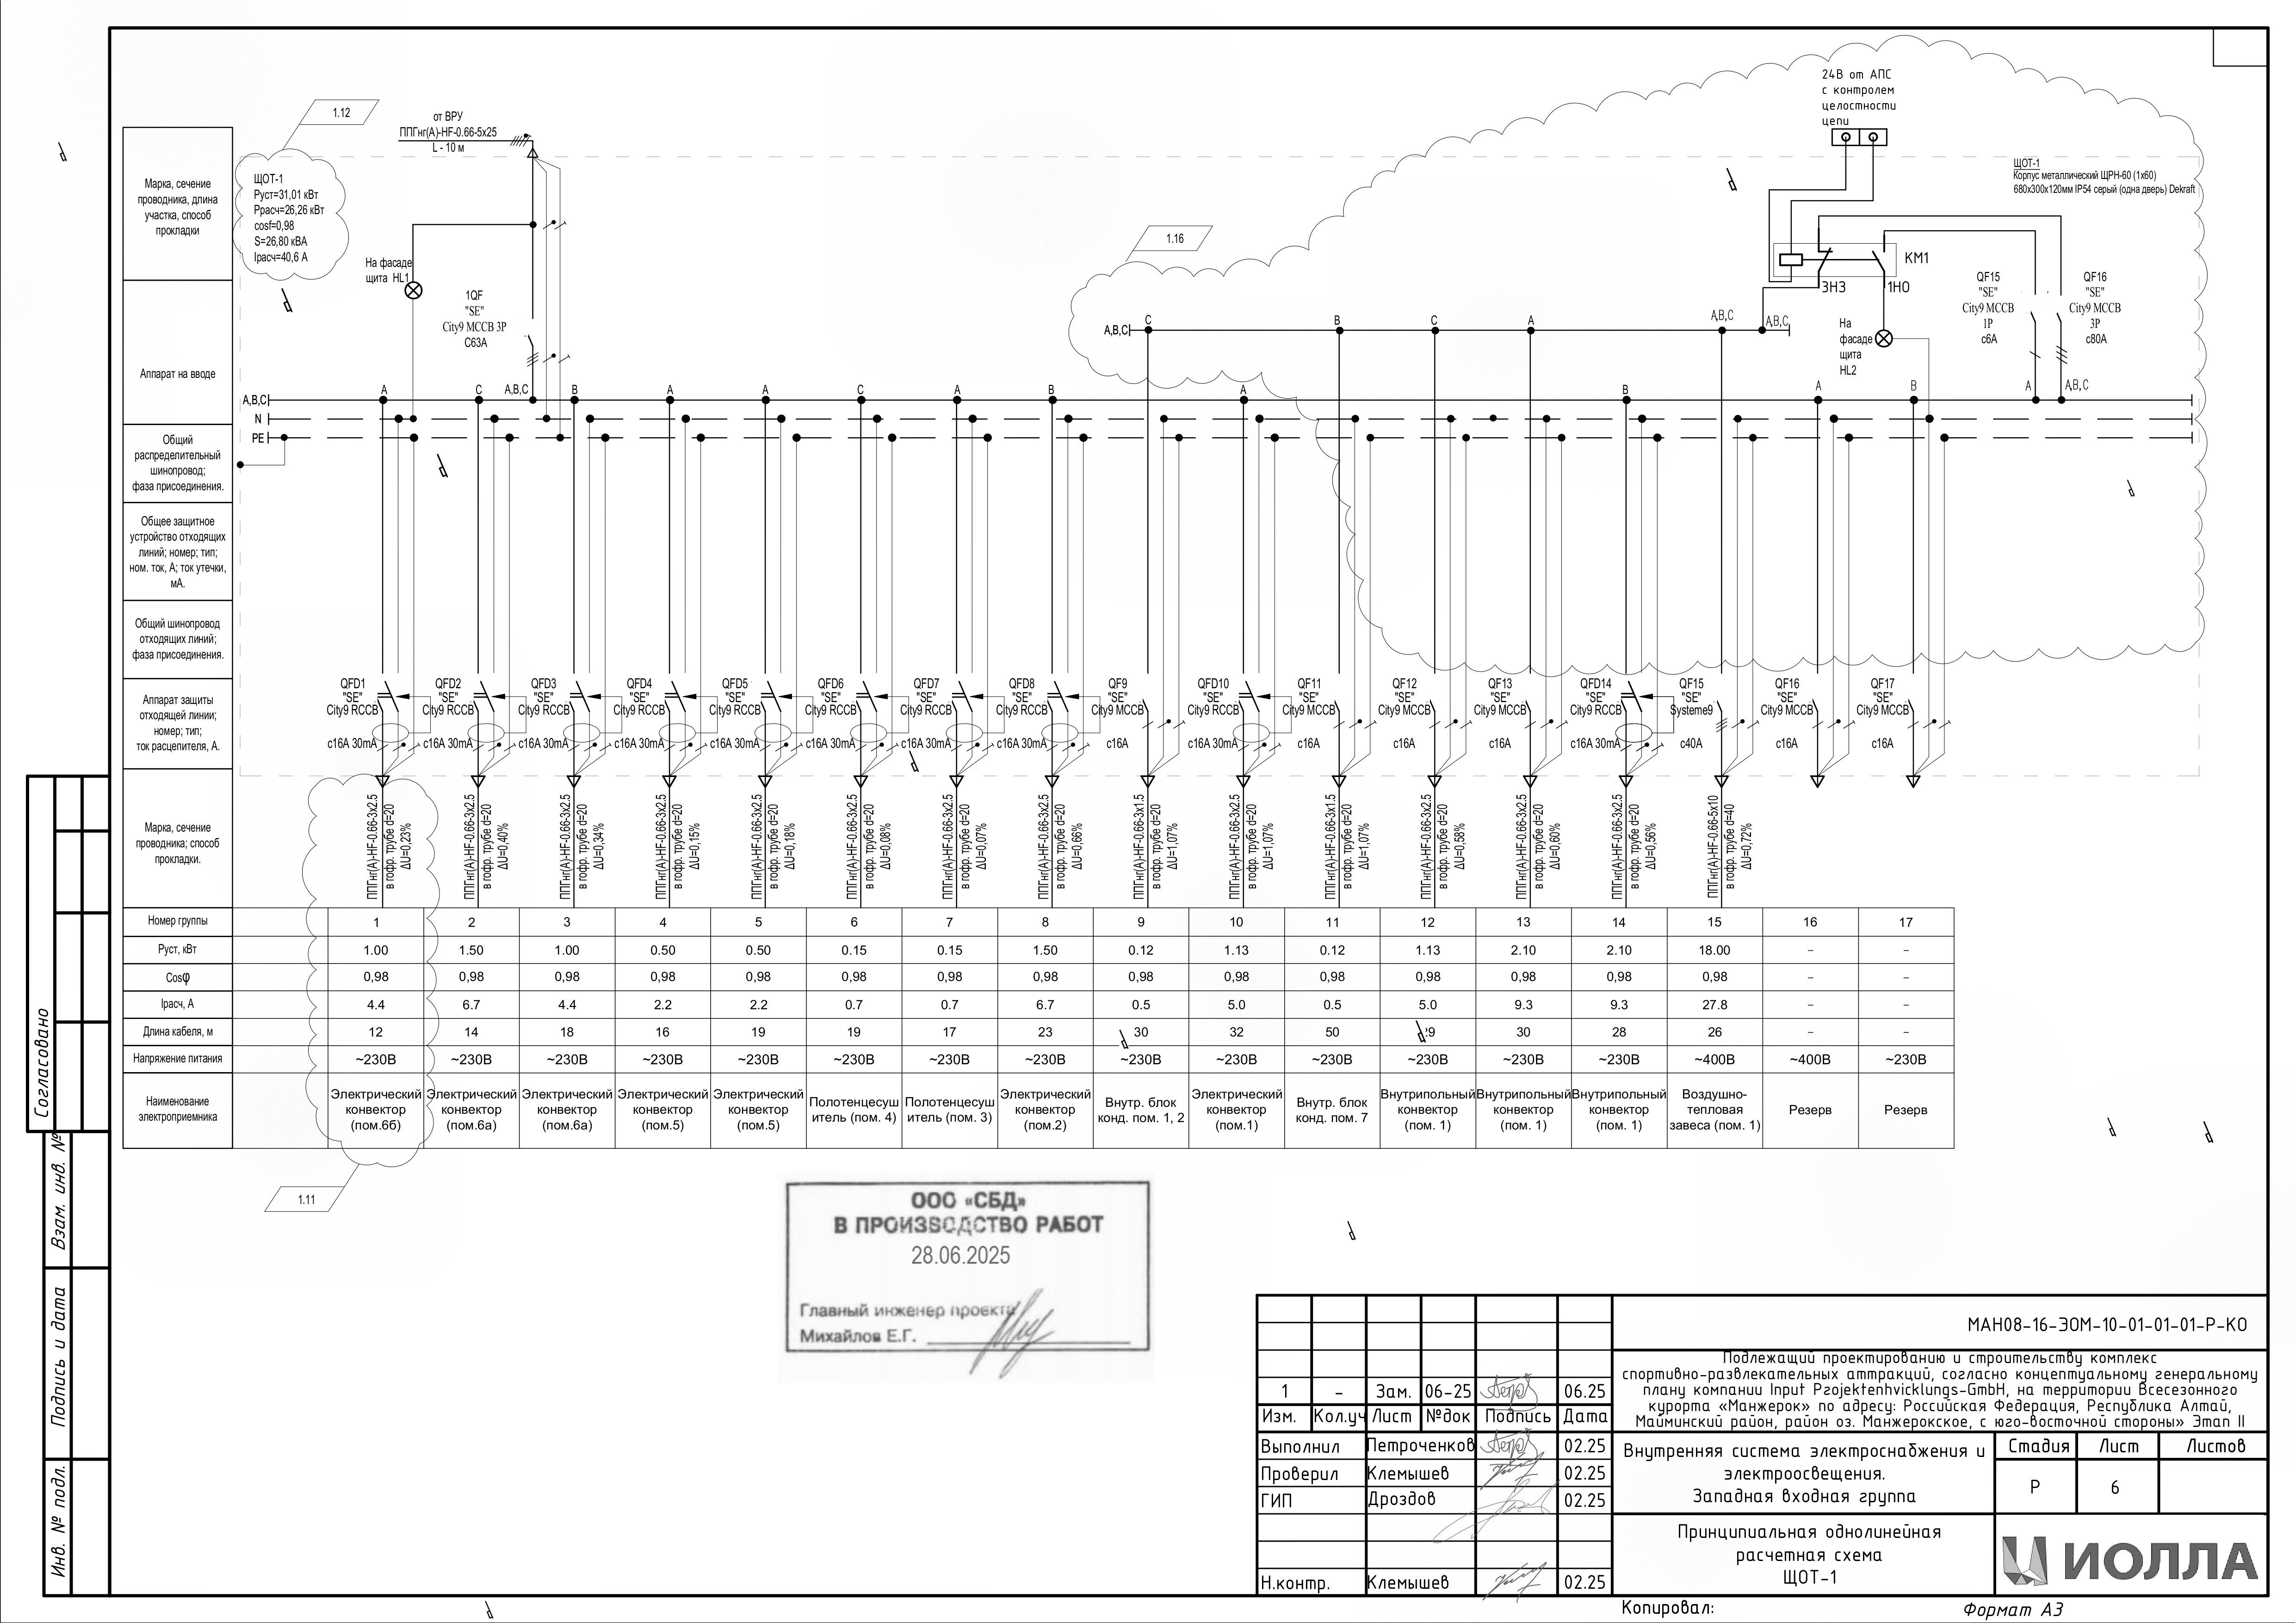 1.12
от ВРУ
ППГнг(А)-HF-0.66-5х25
L - 10 м
ЩОТ-1
Руст=31,01 кВт
Ррасч=26,26 кВт
cosf=0,98
S=26,80 кВА
Iрасч=40,6 А
На фасаде
щита HL1
1QF
"SE"
City9 MCCB 3P
C63A
24В от АПС
с контролем
целостности
цепи
ЩОТ-1
Корпус металлический ЩРН-60 (1х60)
680х300х120мм IP54 серый (одна дверь) Dekraft
1.16
КМ1
3НЗ
1НО
На
фасаде
щита
HL2
QF15
"SE"
City9 MCCB
1P
c6A
QF16
"SE"
City9 MCCB
3P
c80A
A,B,C C B C A A,B,C A,B,C
A,B,C A C A,B,C B A A C A B A B A B A A,B,C
N
PE
Марка, сечение
проводника, длина
участка, способ
прокладки
Аппарат на вводе
Общий
распределительный
шинопровод;
фаза присоединения.
Общее защитное
устройство отходящих
линий; номер; тип;
ном. ток, А; ток утечки,
мА.
Общий шинопровод
отходящих линий;
фаза присоединения.
Аппарат защиты
отходящей линии;
номер; тип;
ток расцепителя, А.
Марка, сечение
проводника; способ
прокладки.
QFD1 QFD2 QFD3 QFD4 QFD5 QFD6 QFD7 QFD8 QF9 QFD10 QF11 QF12 QF13 QFD14 QF15 QF16 QF17
"SE" "SE" "SE" "SE" "SE" "SE" "SE" "SE" "SE" "SE" "SE" "SE" "SE" "SE" "SE" "SE" "SE"
City9 RCCB City9 RCCB City9 RCCB City9 RCCB City9 RCCB City9 RCCB City9 RCCB City9 RCCB City9 MCCB City9 RCCB City9 MCCB City9 MCCB City9 MCCB City9 RCCB Systeme9 City9 MCCB City9 MCCB
c16A 30mA c16A 30mA c16A 30mA c16A 30mA c16A 30mA c16A 30mA c16A 30mA c16A 30mA c16A c16A 30mA c16A c16A c16A c16A 30mA c40A c16A c16A
ППГнг(А)-HF-0.66-3х2.5
в гофр. трубе d=20
ΔU=0,23%
ППГнг(А)-HF-0.66-3х2.5
в гофр. трубе d=20
ΔU=0,40%
ППГнг(А)-HF-0.66-3х2.5
в гофр. трубе d=20
ΔU=0,34%
ППГнг(А)-HF-0.66-3х2.5
в гофр. трубе d=20
ΔU=0,15%
ППГнг(А)-HF-0.66-3х2.5
в гофр. трубе d=20
ΔU=0,18%
ППГнг(А)-HF-0.66-3х2.5
в гофр. трубе d=20
ΔU=0,08%
ППГнг(А)-HF-0.66-3х2.5
в гофр. трубе d=20
ΔU=0,07%
ППГнг(А)-HF-0.66-3х2.5
в гофр. трубе d=20
ΔU=0,66%
ППГнг(А)-HF-0.66-3х1.5
в гофр. трубе d=20
ΔU=1,07%
ППГнг(А)-HF-0.66-3х2.5
в гофр. трубе d=20
ΔU=1,07%
ППГнг(А)-HF-0.66-3х1.5
в гофр. трубе d=20
ΔU=1,07%
ППГнг(А)-HF-0.66-3х2.5
в гофр. трубе d=20
ΔU=0,58%
ППГнг(А)-HF-0.66-3х2.5
в гофр. трубе d=20
ΔU=0,60%
ППГнг(А)-HF-0.66-3х2.5
в гофр. трубе d=20
ΔU=0,56%
ППГнг(А)-HF-0.66-5х10
в гофр. трубе d=40
ΔU=0,72%
Номер группы 1 2 3 4 5 6 7 8 9 10 11 12 13 14 15 16 17
Руст, кВт 1.00 1.50 1.00 0.50 0.50 0.15 0.15 1.50 0.12 1.13 0.12 1.13 2.10 2.10 18.00 – –
Cosφ 0,98 0,98 0,98 0,98 0,98 0,98 0,98 0,98 0,98 0,98 0,98 0,98 0,98 0,98 0,98 – –
Iрасч, А 4.4 6.7 4.4 2.2 2.2 0.7 0.7 6.7 0.5 5.0 0.5 5.0 9.3 9.3 27.8 – –
Длина кабеля, м 12 14 18 16 19 19 17 23 30 32 50 30 28 26 – –
Напряжение питания ~230В ~230В ~230В ~230В ~230В ~230В ~230В ~230В ~230В ~230В ~230В ~230В ~230В ~230В ~400В ~400В ~230В
Наименование
электроприемника
Электрический
конвектор
(пом.6б)
Электрический
конвектор
(пом.6а)
Электрический
конвектор
(пом.6а)
Электрический
конвектор
(пом.5)
Электрический
конвектор
(пом.5)
Полотенцесуш
итель (пом. 4)
Полотенцесуш
итель (пом. 3)
Электрический
конвектор
(пом.2)
Внутр. блок
конд. пом. 1, 2
Электрический
конвектор
(пом.1)
Внутр. блок
конд. пом. 7
Внутрипольный
конвектор
(пом. 1)
Внутрипольный
конвектор
(пом. 1)
Внутрипольный
конвектор
(пом. 1)
Воздушно-
тепловая
завеса (пом. 1)
Резерв
Резерв
1.11
ООО «СБД»
В ПРОИЗВОДСТВО РАБОТ
28.06.2025
Главный инженер проекта
Михайлов Е.Г.
Согласовано
Взам. инв. №
Подпись и дата
Инв. № подл.
МАН08-16-ЭОМ-10-01-01-01-Р-КО
Подлежащий проектированию и строительству комплекс
спортивно-развлекательных аттракций, согласно концептуальному генеральному
плану компании Input Projektenhvicklungs-GmbH, на территории Всесезонного
курорта «Манжерок» по адресу: Российская Федерация, Республика Алтай,
Майминский район, район оз. Манжерокское, с юго-восточной стороны» Этап II
1 - Зам. 06-25 06.25
Изм. Кол.уч Лист №док Подпись Дата
Выполнил Петроченков 02.25
Проверил Клемышев 02.25
ГИП Дроздов 02.25
Н.контр. Клемышев 02.25
Внутренняя система электроснабжения и
электроосвещения.
Западная входная группа
Стадия Лист Листов
Р 6
Принципиальная однолинейная
расчетная схема
ЩОТ-1
ИОЛЛА
Копировал:
Формат А3